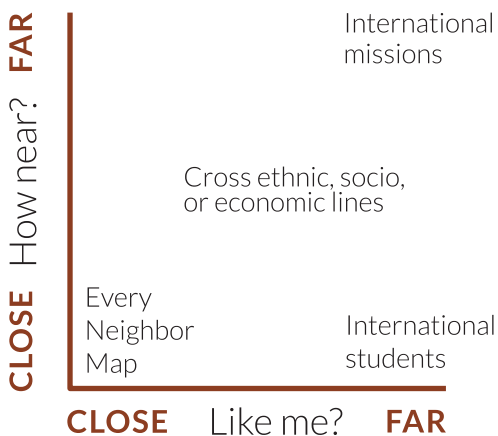 FAR
How near?
CLOSE
International
missions
Cross ethnic, socio,
or economic lines
Every
Neighbor
Map
International
students
CLOSE Like me? FAR